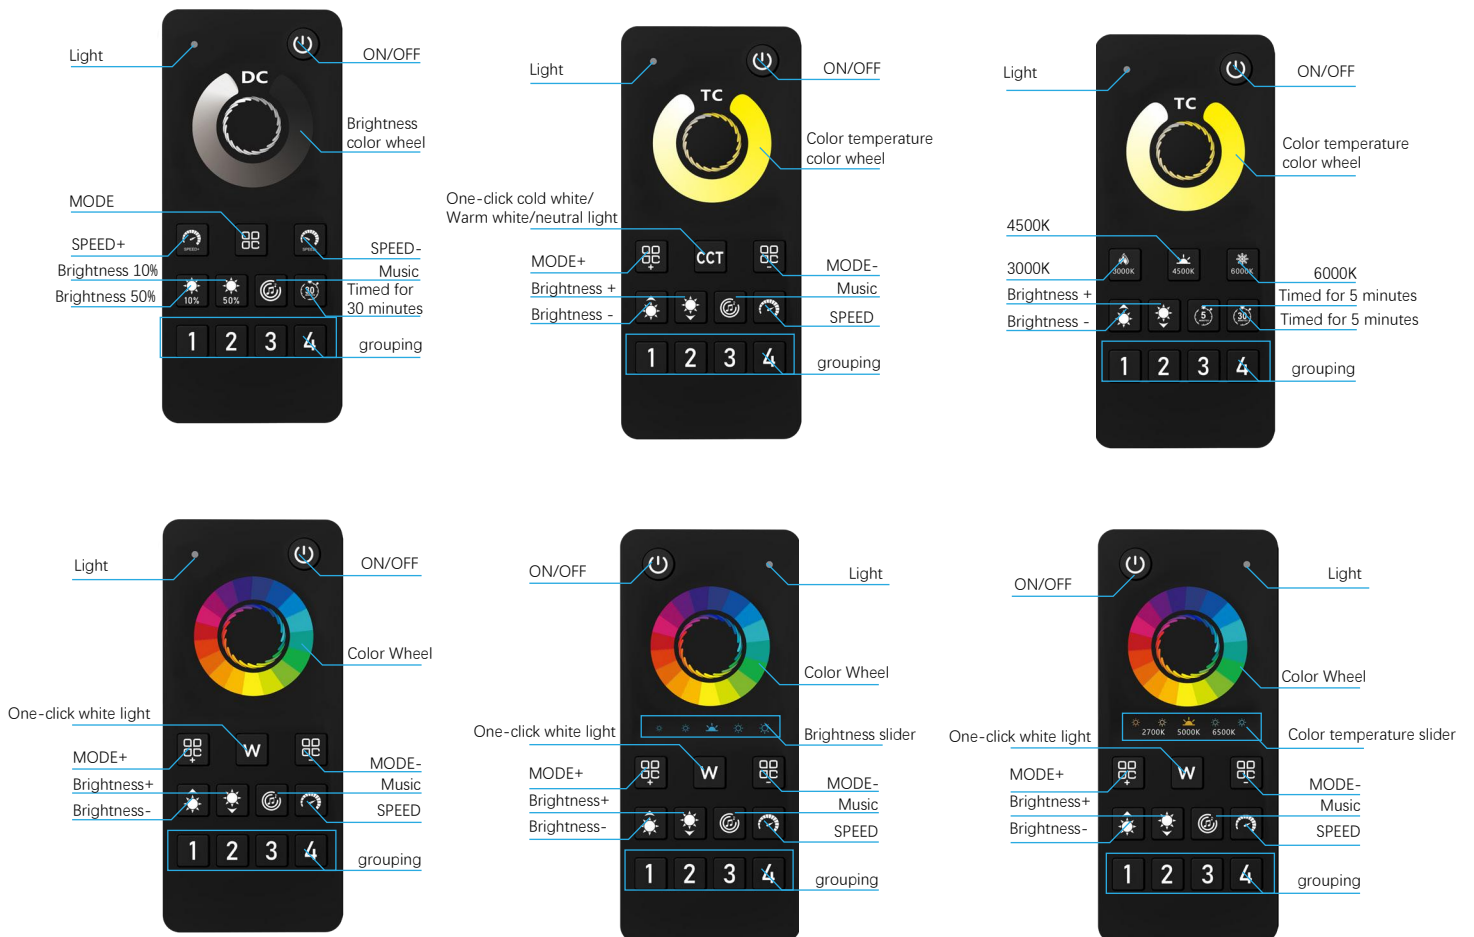 Light
ON/OFF
DC
Brightness
color wheel
MODE
SPEED+
SPEED-
SPEED+
Brightness 10%
Music
Brightness 50%
Timed for
30 minutes
10%
50%
30
1 2 3 4
grouping
Light
ON/OFF
TC
Color temperature
color wheel
One-click cold white/
Warm white/neutral light
CCT
MODE+
MODE-
Brightness +
Music
Brightness -
SPEED
1 2 3 4
grouping
Light
ON/OFF
TC
Color temperature
color wheel
4500K
3000K
6000K
3000K 4500K 6000K
Brightness +
Timed for 5 minutes
Brightness -
Timed for 5 minutes
5 30
1 2 3 4
grouping
Light
ON/OFF
Color Wheel
One-click white light
W
MODE+
MODE-
Brightness+
Music
Brightness-
SPEED
1 2 3 4
grouping
ON/OFF
Light
Color Wheel
Brightness slider
One-click white light
W
MODE+
MODE-
Brightness+
Music
Brightness-
SPEED
1 2 3 4
grouping
ON/OFF
Light
Color Wheel
2700K 5000K 6500K
Color temperature slider
One-click white light
W
MODE+
MODE-
Brightness+
Music
Brightness-
SPEED
1 2 3 4
grouping